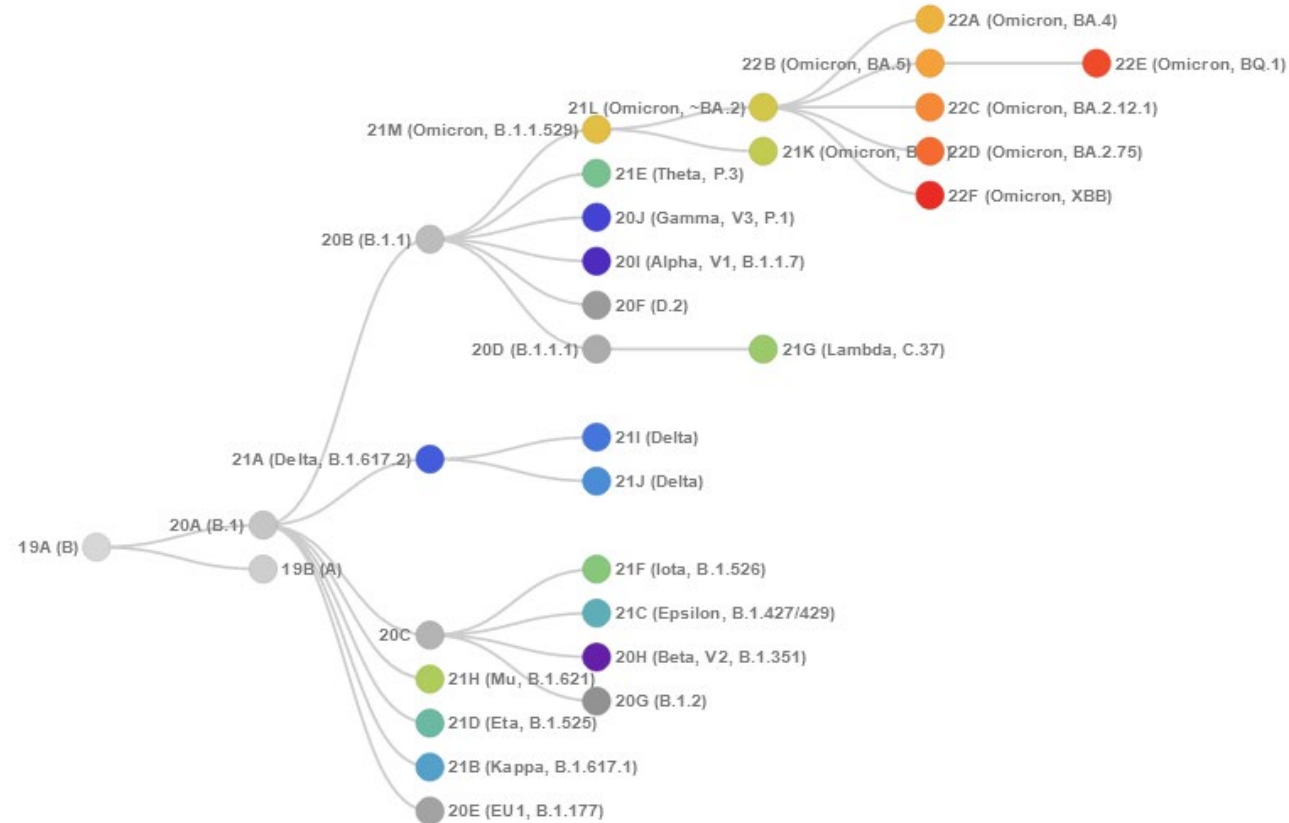 22A (Omicron, BA.4)
22B (Omicron, BA.5)
22E (Omicron, BQ.1)
21L (Omicron, ~BA.2)
22C (Omicron, BA.2.12.1)
21M (Omicron, B.1.1.529)
21K (Omicron, B
22D (Omicron, BA.2.75)
21E (Theta, P.3)
22F (Omicron, XBB)
20J (Gamma, V3, P.1)
20B (B.1.1)
20I (Alpha, V1, B.1.1.7)
20F (D.2)
20D (B.1.1.1)
21G (Lambda, C.37)
21I (Delta)
21A (Delta, B.1.617.2)
21J (Delta)
20A (B.1)
19A (B)
19B (A)
21F (Iota, B.1.526)
21C (Epsilon, B.1.427/429)
20C
20H (Beta, V2, B.1.351)
21H (Mu, B.1.621)
20G (B.1.2)
21D (Eta, B.1.525)
21B (Kappa, B.1.617.1)
20E (EU1, B.1.177)